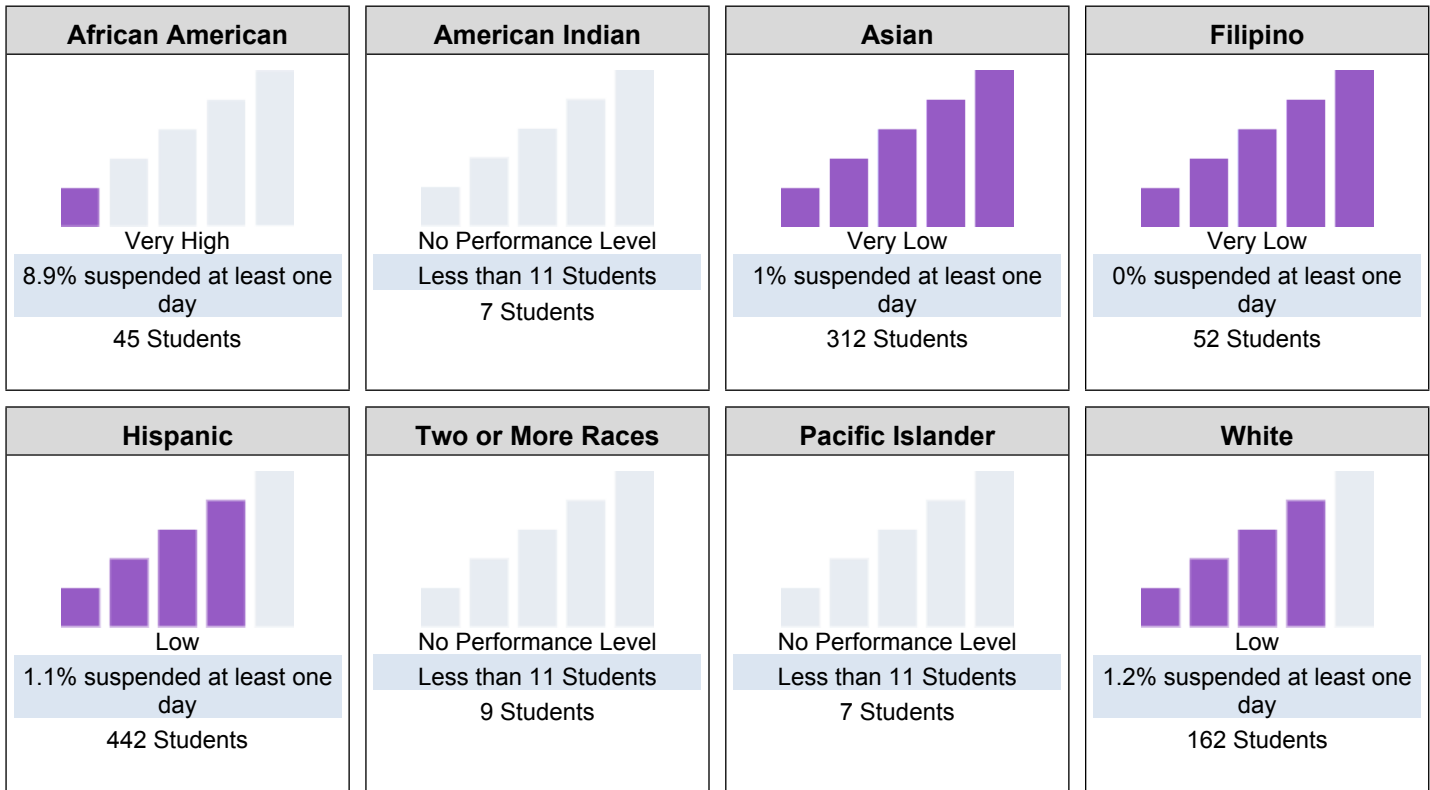 African American
Very High
8.9% suspended at least one
day
45 Students
American Indian
No Performance Level
Less than 11 Students
7 Students
Asian
Very Low
1% suspended at least one
day
312 Students
Filipino
Very Low
0% suspended at least one
day
52 Students
Hispanic
Low
1.1% suspended at least one
day
442 Students
Two or More Races
No Performance Level
Less than 11 Students
9 Students
Pacific Islander
No Performance Level
Less than 11 Students
7 Students
White
Low
1.2% suspended at least one
day
162 Students